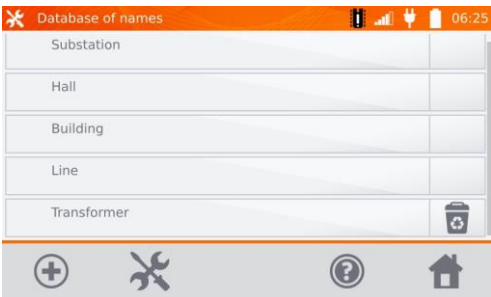 Database of names
06:25
Substation
Hall
Building
Line
Transformer